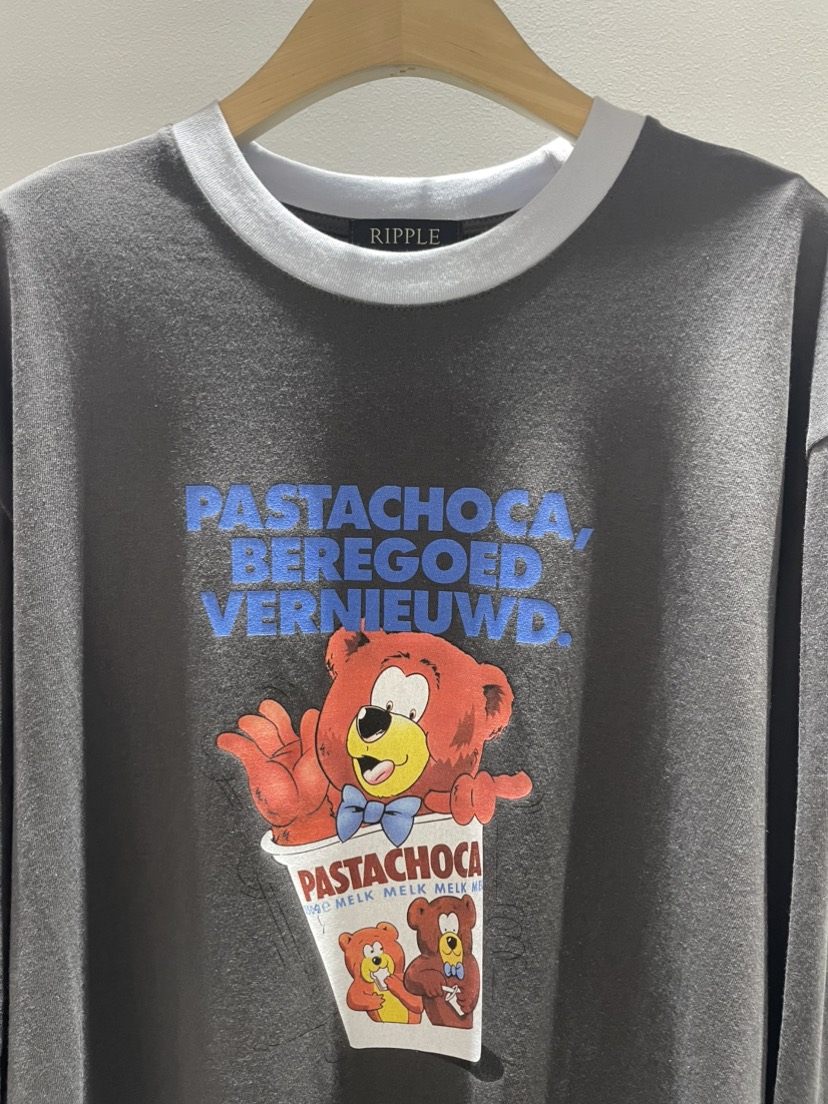 RIPPLE
PASTACHOCA,
BEREGOED
VERNIEUWD.
PASTACHOCA
MELK MELK MELK